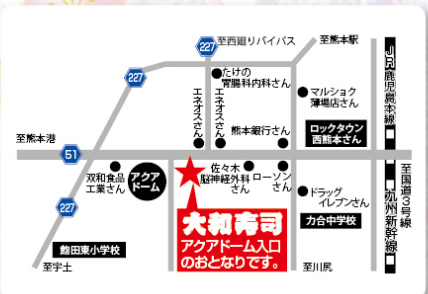 227
至西廻りバイパス
至熊本駅
227
たけの
胃腸科内科さん
マルショク
薄場店さん
エネオスさん
エネオスさん
熊本銀行さん
ロックタウン
西熊本さん
JR鹿児島本線
至熊本港
51
双和食品
工業さん
アクア
ドーム
佐々木
脳神経外科
さん
ローソン
さん
至国道3号線
ドラッグ
イレブンさん
力合中学校
九州新幹線
227
大和寿司
アクアドーム入口
のおとなりです。
飽田東小学校
至宇土
至川尻